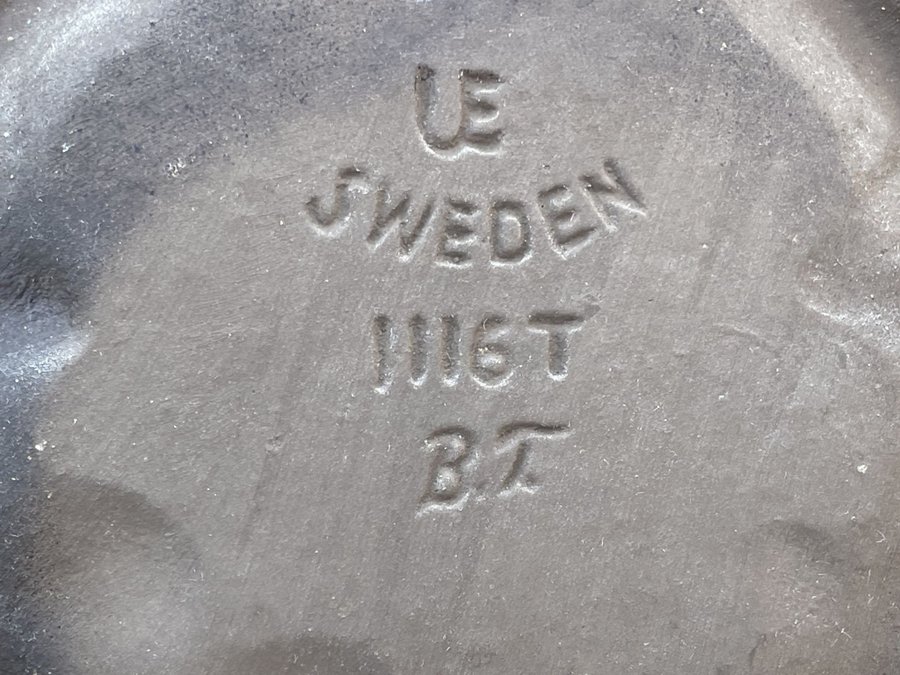 UE
SWEDEN
1116T
B.T.